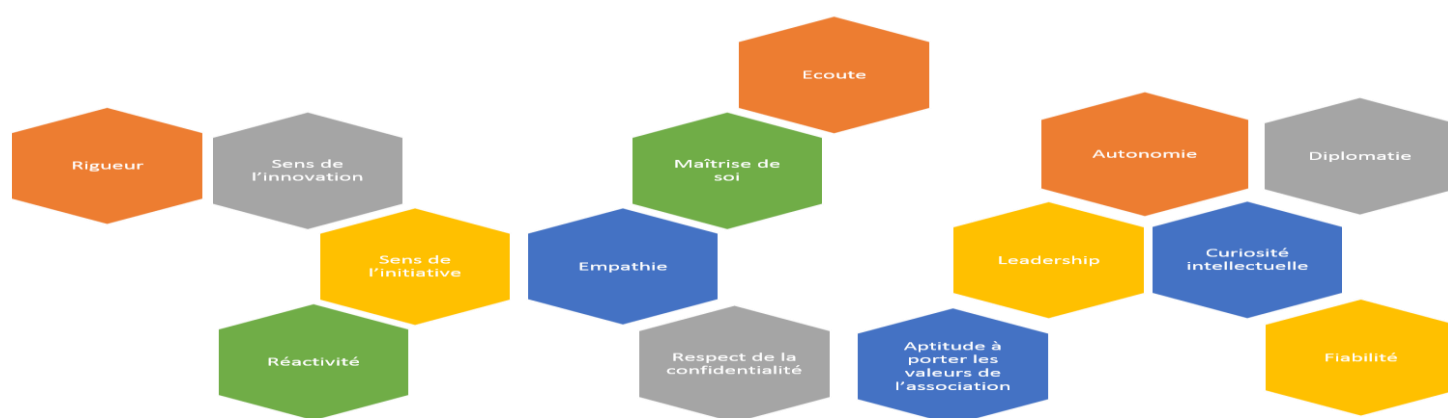 Ecoute
Rigueur
Sens de
l'innovation
Maîtrise de
soi
Autonomie
Diplomatie
Sens de
l'initiative
Empathie
Leadership
Curiosité
intellectuelle
Réactivité
Respect de la
confidentialité
Aptitude à
porter les
valeurs de
l'association
Fiabilité